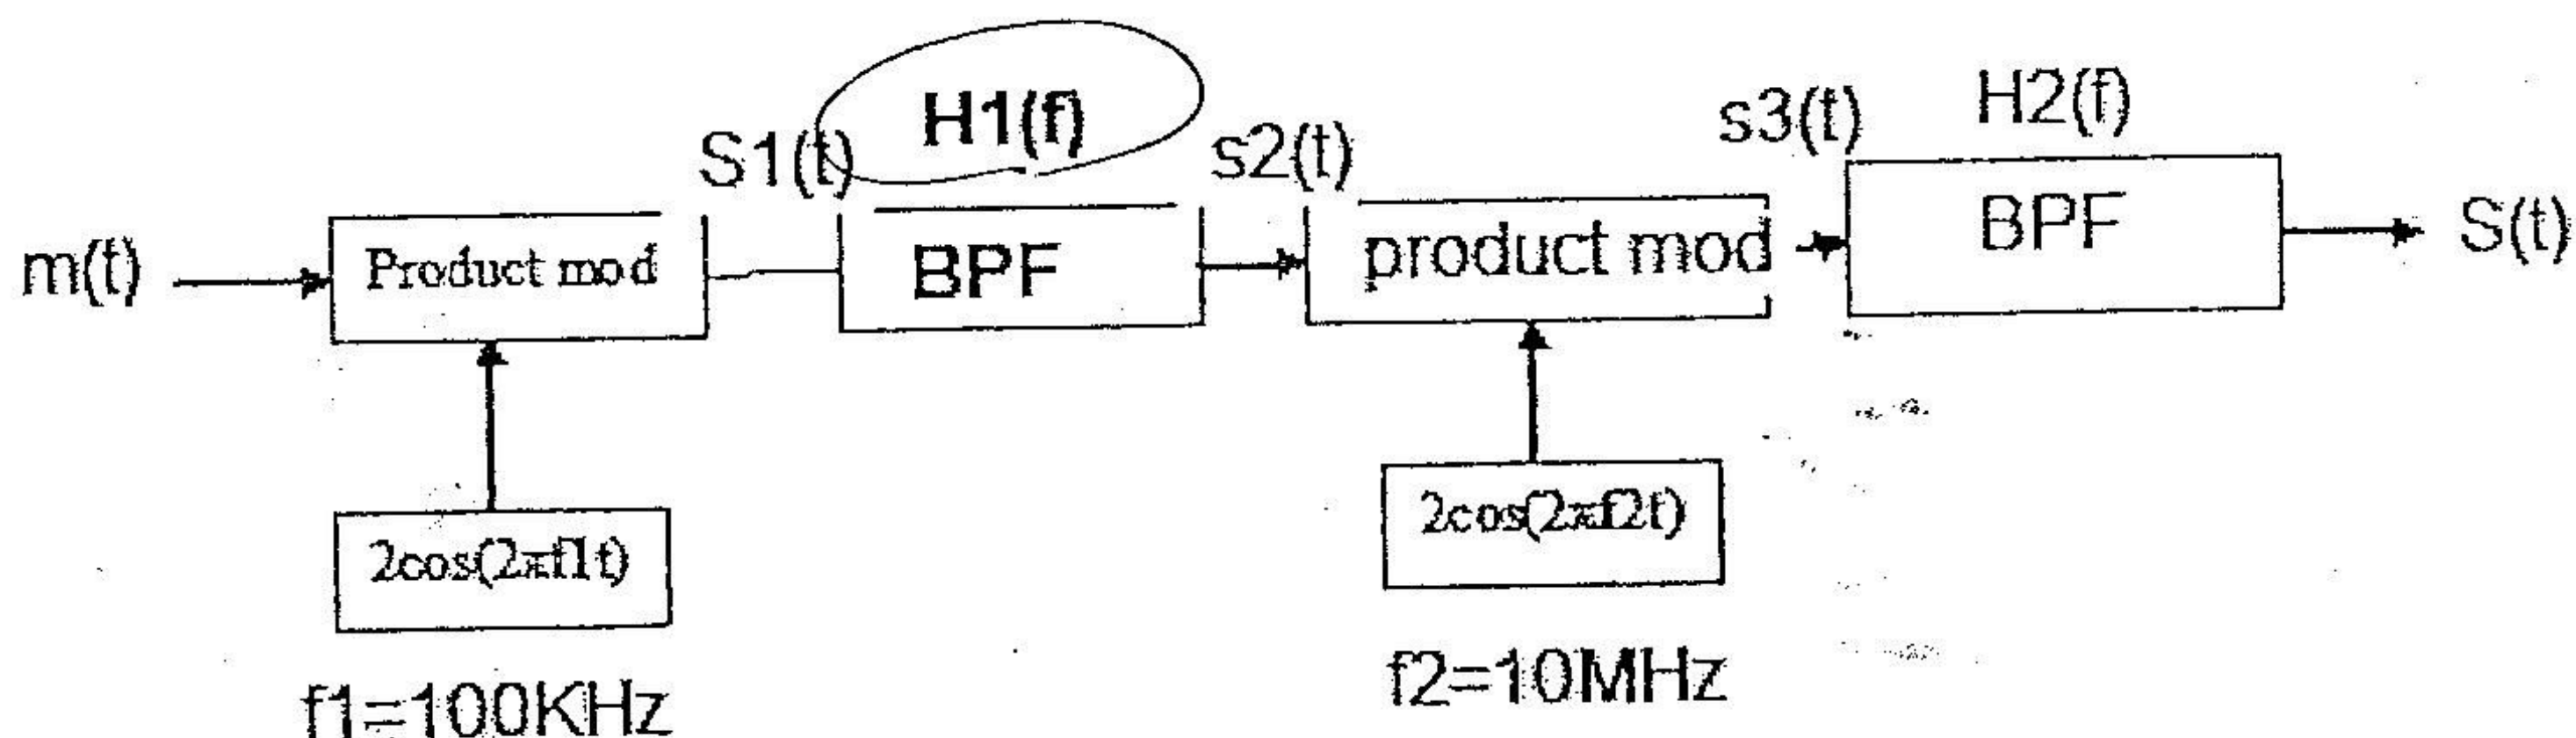 H1(f)
H2(f)
S1(t)
s2(t)
s3(t)
m(t)
Product mod
BPF
product mod
BPF
S(t)
2cos(2πf1t)
2cos(2πf2t)
f1=100KHz
f2=10MHz